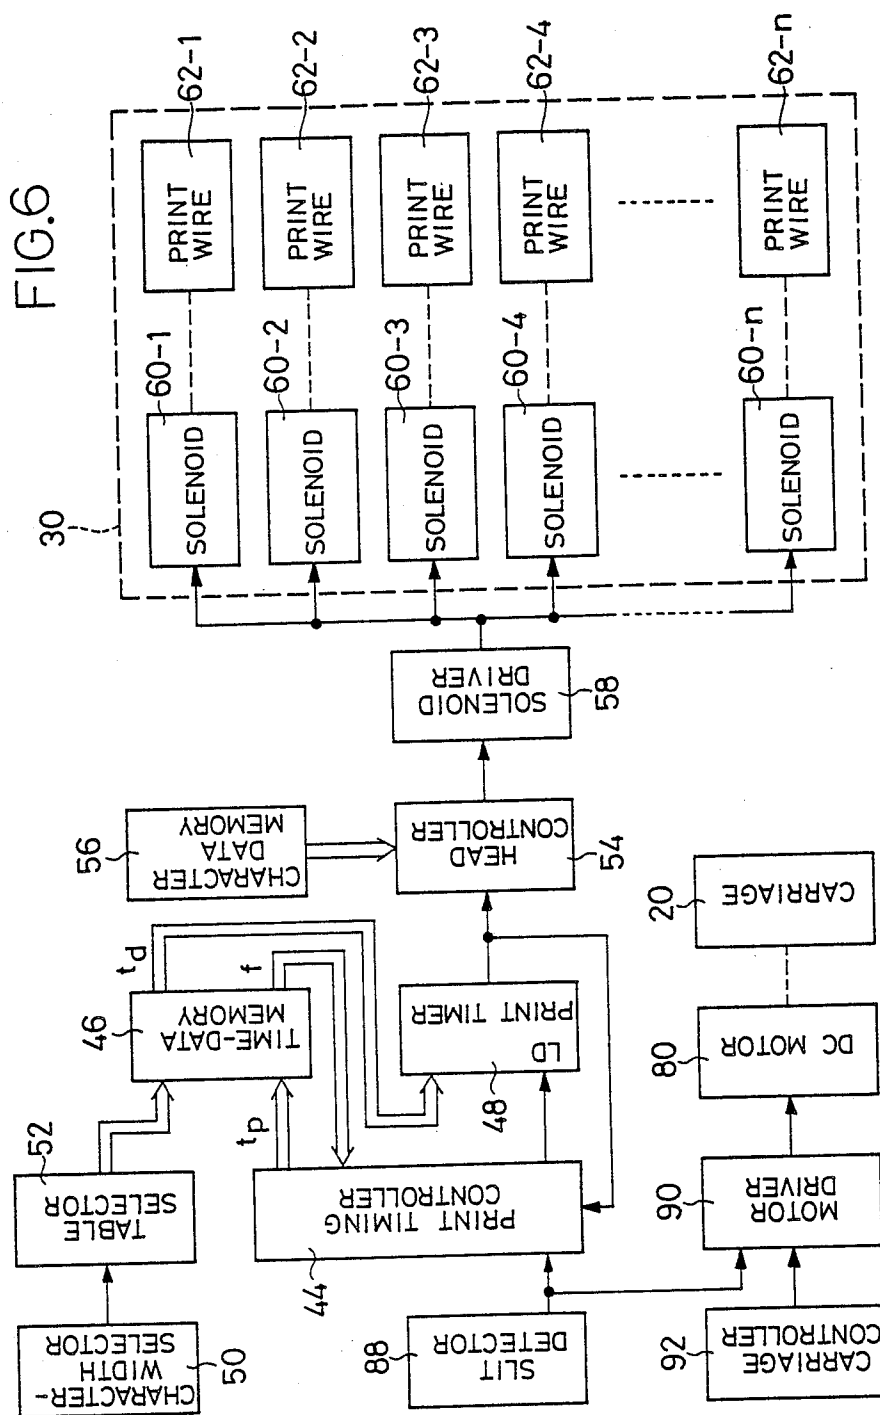 FIG.6
CHARACTER-
WIDTH
SELECTOR
50
TABLE
SELECTOR
52
TIME-DATA
MEMORY
46
td
f
tp
CHARACTER
DATA
MEMORY
56
PRINT TIMING
CONTROLLER
44
LD
PRINT TIMER
48
HEAD
CONTROLLER
54
SOLENOID
DRIVER
58
SLIT
DETECTOR
88
CARRIAGE
CONTROLLER
92
MOTOR
DRIVER
90
DC MOTOR
80
CARRIAGE
20
30
SOLENOID
60-1
PRINT
WIRE
62-1
SOLENOID
60-2
PRINT
WIRE
62-2
SOLENOID
60-3
PRINT
WIRE
62-3
SOLENOID
60-4
PRINT
WIRE
62-4
SOLENOID
60-n
PRINT
WIRE
62-n